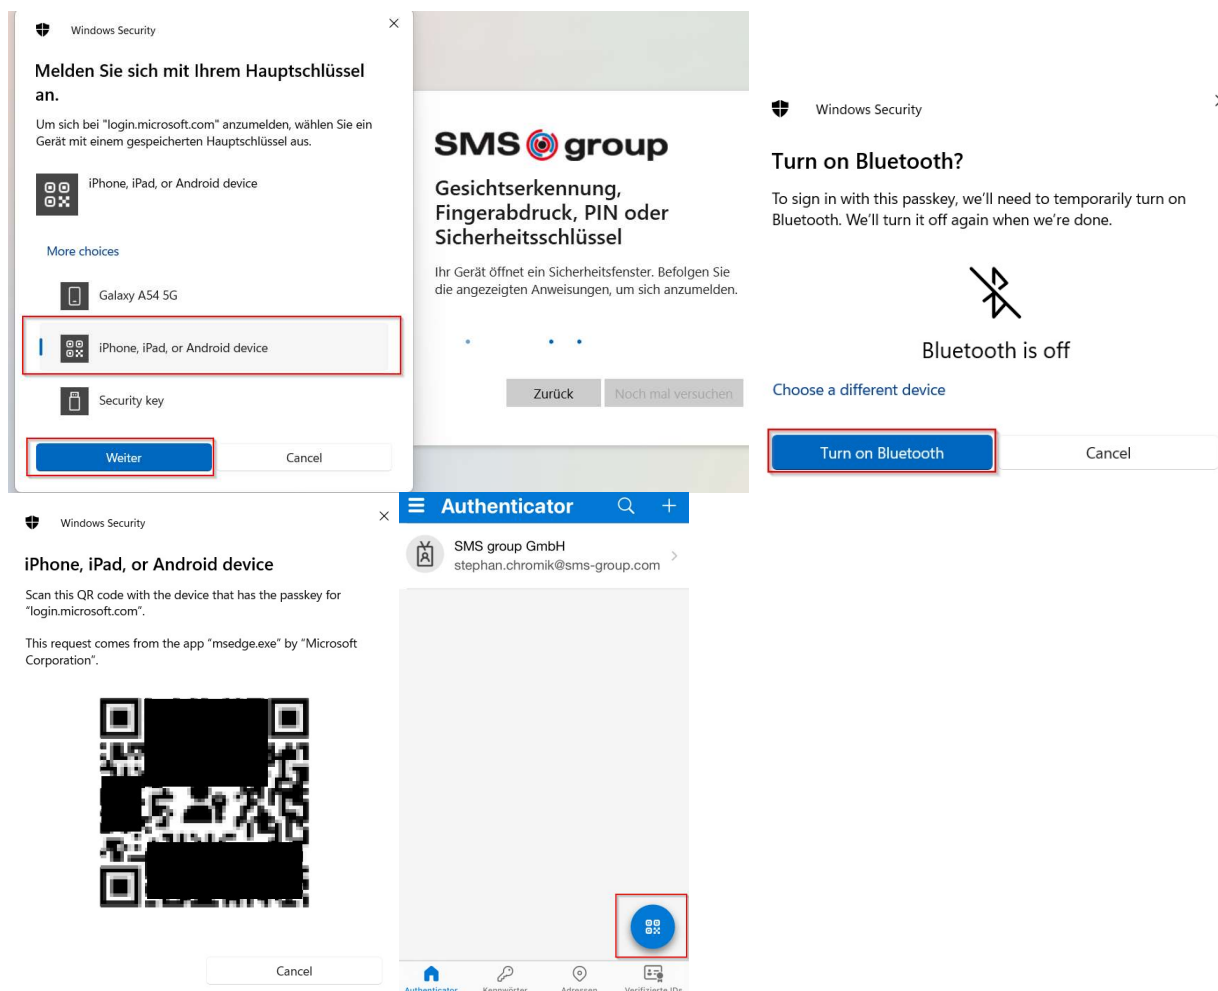 Windows Security
Melden Sie sich mit Ihrem Hauptschlüssel
an.
Um sich bei "login.microsoft.com" anzumelden, wählen Sie ein
Gerät mit einem gespeicherten Hauptschlüssel aus.
iPhone, iPad, or Android device
More choices
Galaxy A54 5G
iPhone, iPad, or Android device
Security key
Weiter
Cancel
SMS group
Gesichtserkennung,
Fingerabdruck, PIN oder
Sicherheitsschlüssel
Ihr Gerät öffnet ein Sicherheitsfenster. Befolgen Sie
die angezeigten Anweisungen, um sich anzumelden.
Zurück
Noch mal versuchen
Windows Security
Turn on Bluetooth?
To sign in with this passkey, we'll need to temporarily turn on
Bluetooth. We'll turn it off again when we're done.
Bluetooth is off
Choose a different device
Turn on Bluetooth
Cancel
Windows Security
iPhone, iPad, or Android device
Scan this QR code with the device that has the passkey for
"login.microsoft.com".
This request comes from the app "msedge.exe" by "Microsoft
Corporation".
Cancel
Authenticator
SMS group GmbH
stephan.chromik@sms-group.com
Authenticator
Kennwörter
Adressen
Verifizierte IDs